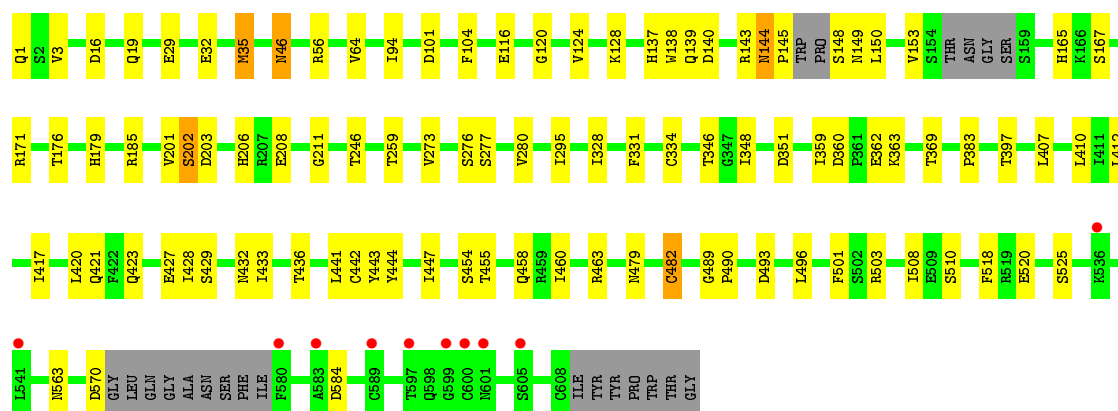 Q1 S2 V3 D16 Q19 E29 E32 M35 N46 R56 V64 I94 D101 F104 E116 G120 V124 K128 H137 W138 Q139 D140 R143 N144 P145 TRP PRO S148 N149 L150 V153 S154 THR ASN GLY SER S159 H165 K166 S167
R171 T176 H179 R185 V201 S202 D203 H206 R207 E208 G211 T246 T259 V273 S276 S277 V280 I295 I328 F331 C334 T346 G347 I348 D351 I359 D360 P361 E362 K363 T369 P383 T397 L407 L410 I411 L412
I417 L420 Q421 F422 Q423 E427 I428 S429 N432 I433 T436 L441 C442 Y443 Y444 I447 S454 T455 Q458 R459 I460 R463 N479 C482 G489 P490 D493 L496 F501 S502 R503 I508 E509 S510 F518 R519 E520 S525 K536
L541 N563 D570 GLY LEU GLN GLY ALA ASN SER PHE ILE F580 A583 D584 C589 T597 Q598 G599 C600 N601 S605 C608 ILE TYR TYR PRO TRP THR GLY